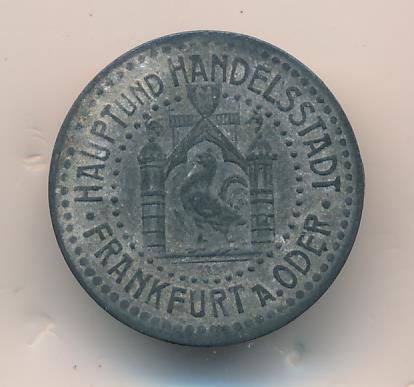 HAUPT UND HANDELSSTADT
FRANKFURT A. ODER